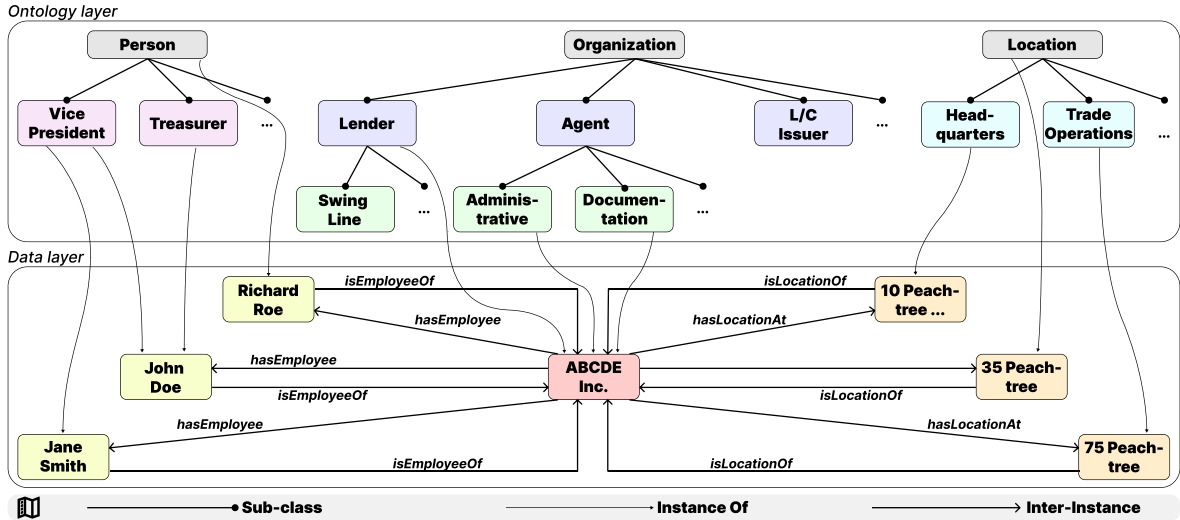 Ontology layer
Person
Organization
Location
Vice
President
Treasurer
...
Lender
Agent
L/C
Issuer
...
Head-
quarters
Trade
Operations
...
Swing
Line
...
Adminis-
trative
Documen-
tation
...
Data layer
Richard
Roe
isEmployeeOf
isLocationOf
10 Peach-
tree ...
hasEmployee
hasLocationAt
John
Doe
hasEmployee
isEmployeeOf
ABCDE
Inc.
isLocationOf
35 Peach-
tree
hasEmployee
hasLocationAt
Jane
Smith
isEmployeeOf
isLocationOf
75 Peach-
tree
Sub-class
Instance Of
Inter-Instance